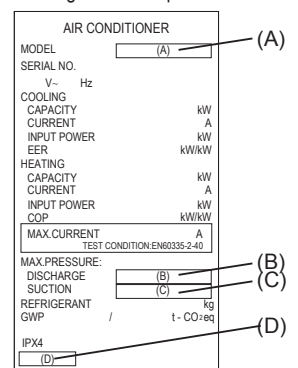 AIR CONDITIONER
MODEL (A) (A)
SERIAL NO.
V~ Hz
COOLING
CAPACITY kW
CURRENT A
INPUT POWER kW
EER kW/kW
HEATING
CAPACITY kW
CURRENT A
INPUT POWER kW
COP kW/kW
MAX.CURRENT A
TEST CONDITION:EN60335-2-40
MAX.PRESSURE:
DISCHARGE (B) (B)
SUCTION (C) (C)
REFRIGERANT kg
GWP / t - CO2eq
(D)
IPX4
(D)